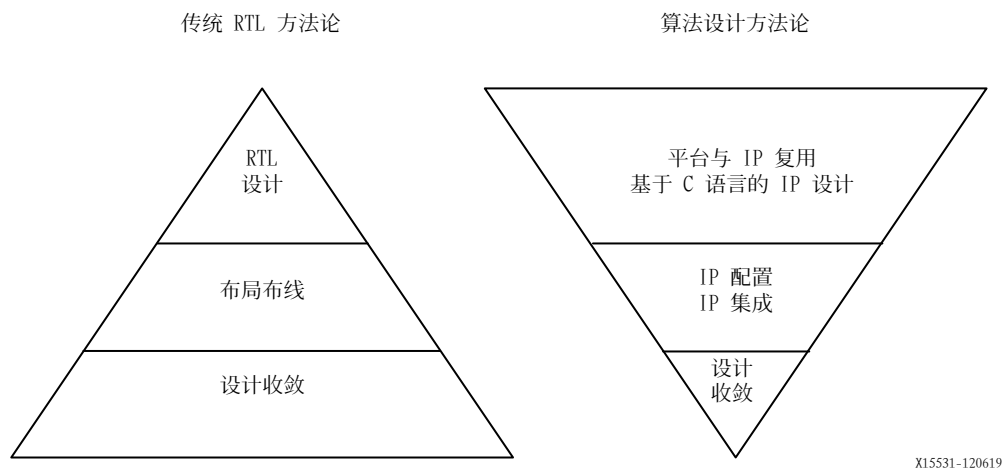 传统 RTL 方法论
算法设计方法论
RTL
设计
布局布线
设计收敛
平台与 IP 复用
基于 C 语言的 IP 设计
IP 配置
IP 集成
设计
收敛
X15531-120619